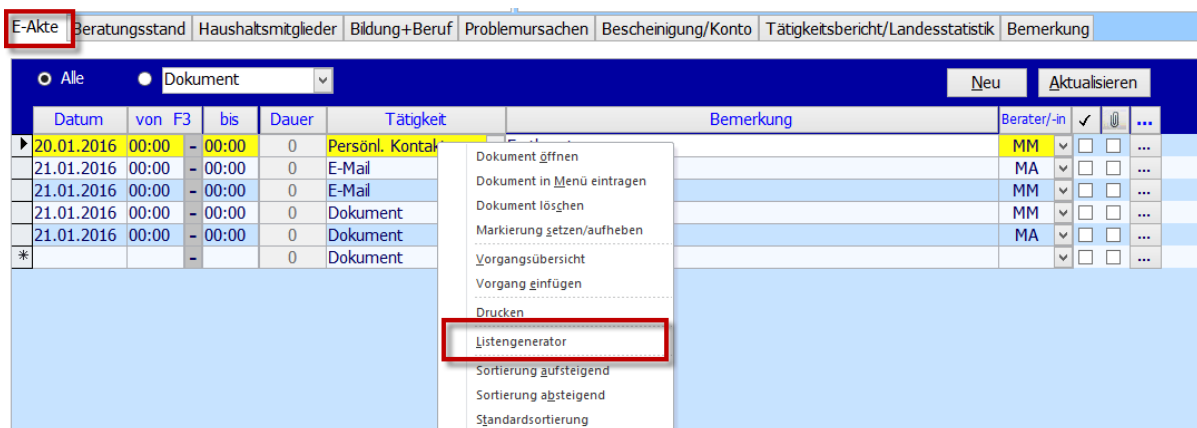 E-Akte Beratungsstand Haushaltsmitglieder Bildung+Beruf Problemursachen Bescheinigung/Konto Tätigkeitsbericht/Landesstatistik Bemerkung
Alle Dokument Neu Aktualisieren
Datum von F3 bis Dauer Tätigkeit Bemerkung Berater/-in ✓ ...
20.01.2016 00:00 - 00:00 0 Persönl. Kontakt MM ...
21.01.2016 00:00 - 00:00 0 E-Mail MA ...
21.01.2016 00:00 - 00:00 0 E-Mail MM ...
21.01.2016 00:00 - 00:00 0 Dokument MM ...
21.01.2016 00:00 - 00:00 0 Dokument MA ...
* - Dokument ...
Dokument öffnen
Dokument in Menü eintragen
Dokument löschen
Markierung setzen/aufheben
Vorgangsübersicht
Vorgang einfügen
Drucken
Listengenerator
Sortierung aufsteigend
Sortierung absteigend
Standardsortierung